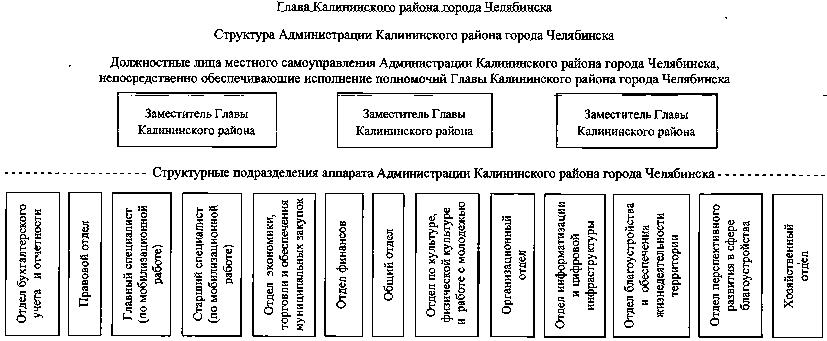 Глава Калининского района города Челябинска
Структура Администрации Калининского района города Челябинска
Должностные лица местного самоуправления Администрации Калининского района города Челябинска,
непосредственно обеспечивающие исполнение полномочий Главы Калининского района города Челябинска
Заместитель Главы
Калининского района
Заместитель Главы
Калининского района
Заместитель Главы
Калининского района
Структурные подразделения аппарата Администрации Калининского района города Челябинска
Отдел бухгалтерского
учета и отчетности
Правовой отдел
Главный специалист
(по мобилизационной
работе)
Старший специалист
(по мобилизационной
работе)
Отдел экономики,
торговли и обеспечения
муниципальных закупок
Отдел финансов
Общий отдел
Отдел по культуре,
физической культуре
и работе с молодежью
Организационный
отдел
Отдел информатизации
и цифровой
инфраструктуры
Отдел благоустройства
и обеспечения
жизнедеятельности
территории
Отдел перспективного
развития в сфере
благоустройства
Хозяйственный
отдел